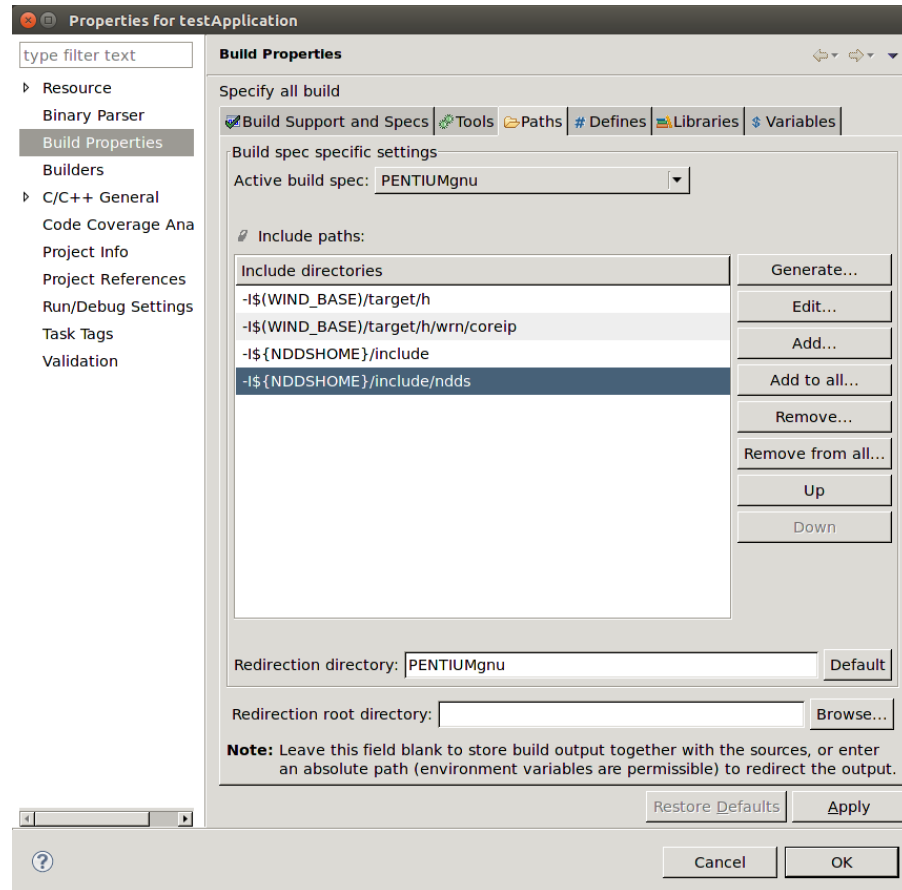 Properties for testApplication
type filter text
Resource
Binary Parser
Build Properties
Builders
C/C++ General
Code Coverage Ana
Project Info
Project References
Run/Debug Settings
Task Tags
Validation
Build Properties
Specify all build
Build Support and Specs Tools Paths # Defines Libraries $ Variables
Build spec specific settings
Active build spec: PENTIUMgnu
Include paths:
Include directories
-I$(WIND_BASE)/target/h
-I$(WIND_BASE)/target/h/wrn/coreip
-I${NDDSHOME}/include
-I${NDDSHOME}/include/ndds
Generate...
Edit...
Add...
Add to all...
Remove...
Remove from all...
Up
Down
Redirection directory: PENTIUMgnu Default
Redirection root directory: Browse...
Note: Leave this field blank to store build output together with the sources, or enter
an absolute path (environment variables are permissible) to redirect the output.
Restore Defaults Apply
? Cancel OK